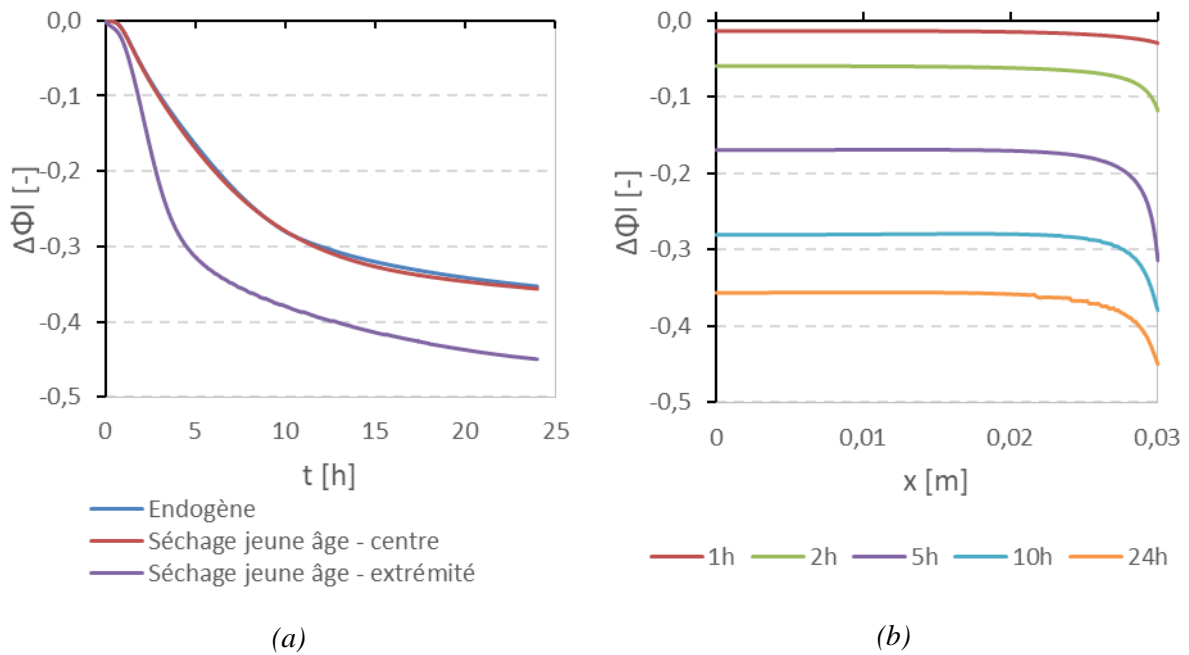 0,0
-0,1
-0,2
-0,3
-0,4
-0,5
ΔΦl [-]
0 5 10 15 20 25
t [h]
Endogène
Séchage jeune âge - centre
Séchage jeune âge - extrémité
(a)
0,0
-0,1
-0,2
-0,3
-0,4
-0,5
ΔΦl [-]
0 0,01 0,02 0,03
x [m]
1h 2h 5h 10h 24h
(b)